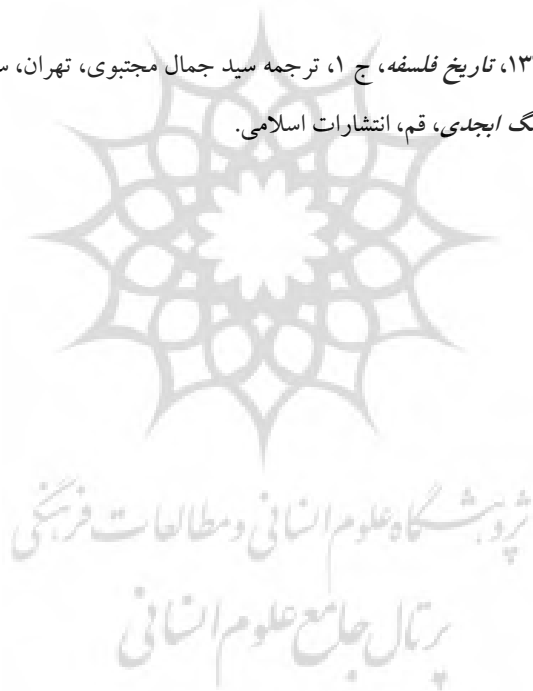 ۱۳، تاریخ فلسفه، ج ۱، ترجمه سید جمال مجتبوی، تهران،
ابجدی، قم، انتشارات اسلامی.
پژوهشگاه علوم انسانی و مطالعات فرهنگی
پرتال جامع علوم انسانی